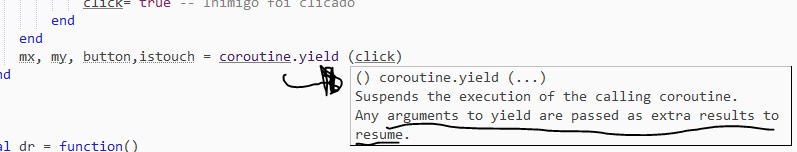 click= true -- Inimigo foi clicado
end
end
mx, my, button,istouch = coroutine.yield (click)
nd
() coroutine.yield (...)
Suspends the execution of the calling coroutine.
Any arguments to yield are passed as extra results to
resume.
al dr = function()